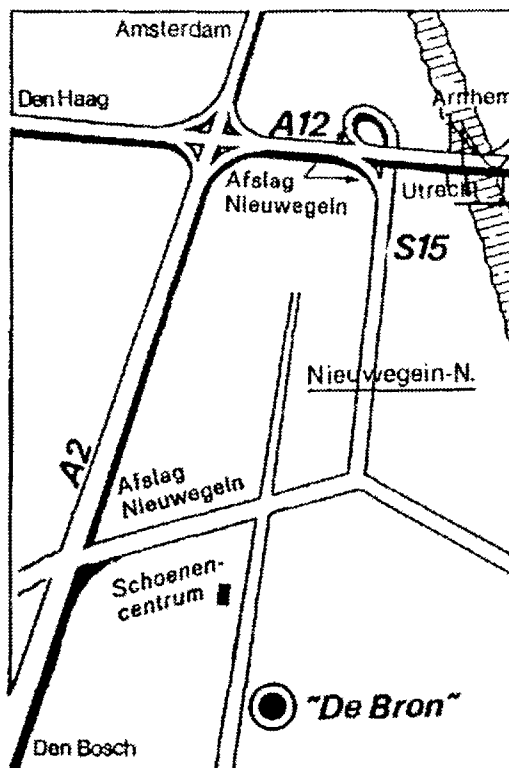 Amsterdam
Den Haag
A12
Arnhem
Afslag
Nieuwegein
Utrecht
S15
Nieuwegein-N.
A2
Afslag
Nieuwegein
Schoenen-
centrum
"De Bron"
Den Bosch